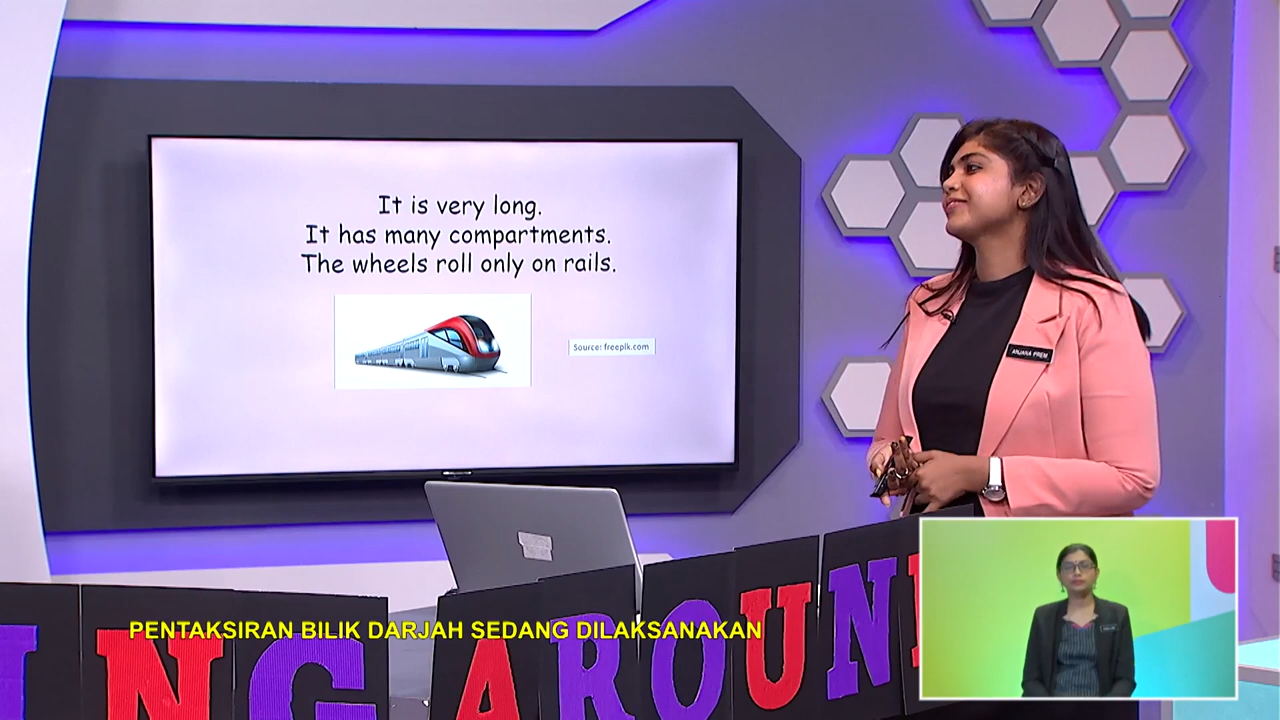 It is very long.
It has many compartments.
The wheels roll only on rails.
Source: freepik.com
ANJANA PREM
NG AROUN
PENTAKSIRAN BILIK DARJAH SEDANG DILAKSANAKAN